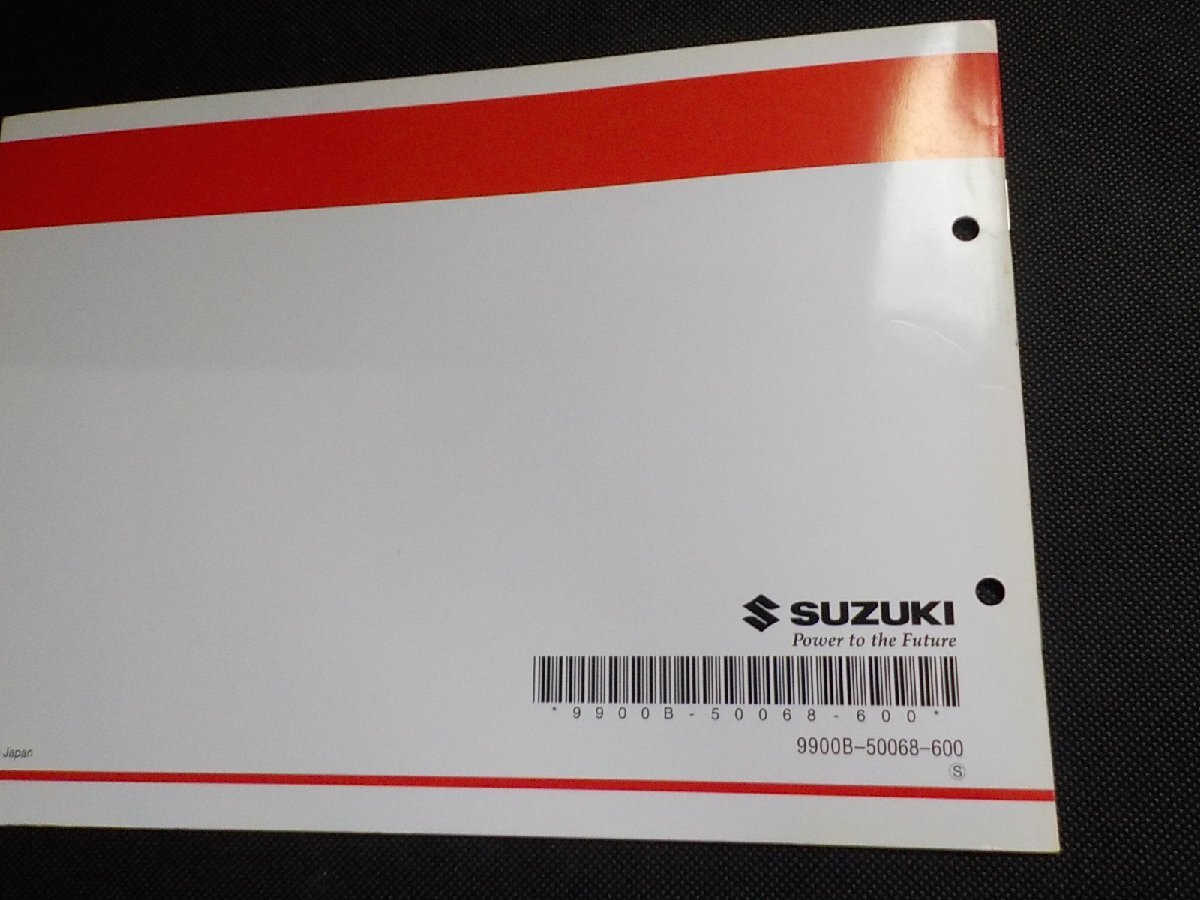 SUZUKI
Power to the Future
*9900B-50068-600*
9900B-50068-600
Ⓢ
Japan